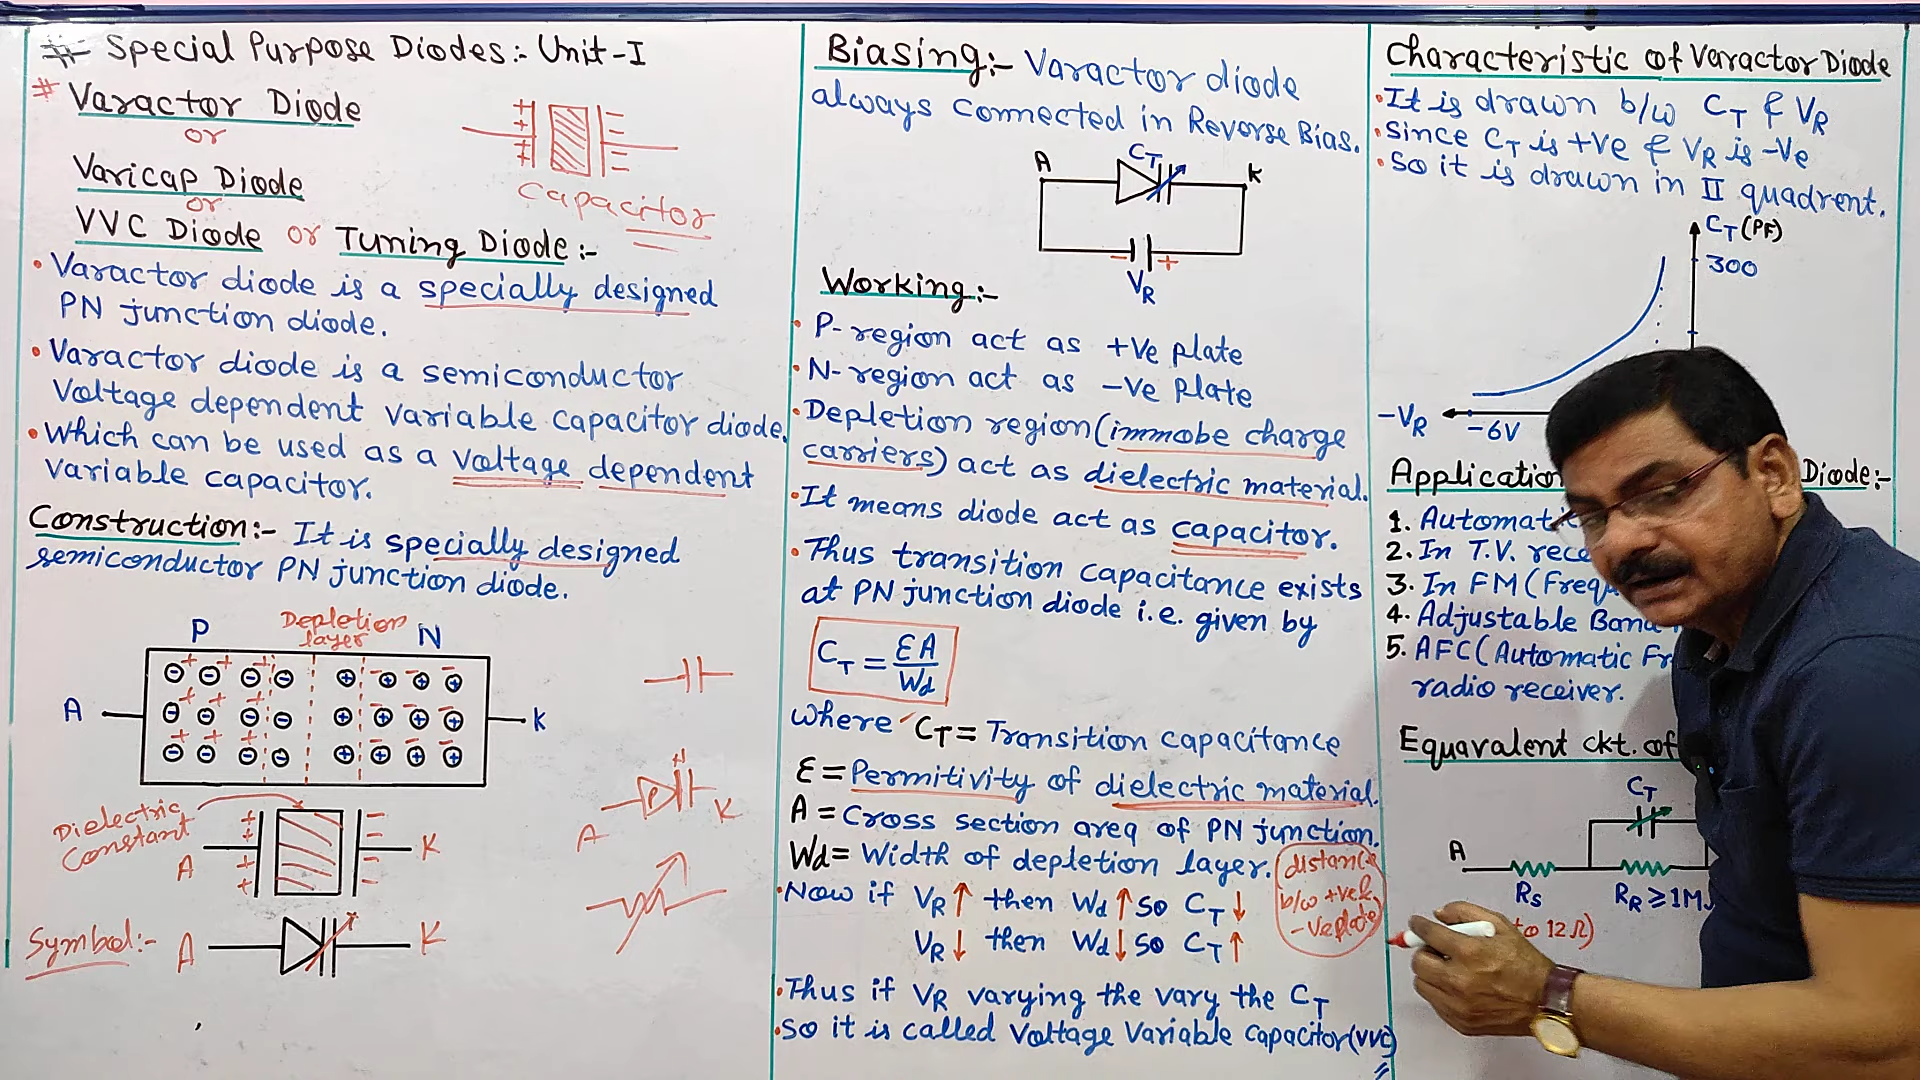 # Special Purpose Diodes:- Unit-I
# Varactor Diode
or
Varicap Diode
or
VVC Diode or Tuning Diode:-
Capacitor
• Varactor diode is a specially designed
PN junction diode.
• Varactor diode is a semiconductor
Voltage dependent variable capacitor diode.
• Which can be used as a voltage dependent
variable capacitor.
Construction:- It is specially designed
semiconductor PN junction diode.
P Depletion layer N
A K
Dielectric
Constant
A K
A K
Symbol:- A K
Biasing:- Varactor diode
always connected in Reverse Bias.
A CT K
- +
VR
Working:-
• P-region act as +Ve plate
• N-region act as -Ve Plate
• Depletion region (immobe charge
carriers) act as dielectric material.
• It means diode act as capacitor.
• Thus transition capacitance exists
at PN junction diode i.e. given by
CT = εA/Wd
where CT = Transition capacitance
ε = Permitivity of dielectric material.
A = Cross section area of PN junction.
Wd = Width of depletion layer.
distance
b/w +ve &
-Ve plate
• Now if VR ↑ then Wd ↑ so CT ↓
VR ↓ then Wd ↓ so CT ↑
• Thus if VR varying the vary the CT
• So it is called Voltage Variable capacitor (VVC)
Characteristic of Varactor Diode
• It is drawn b/w CT & VR
• Since CT is +Ve & VR is -Ve
• So it is drawn in II quadrent.
CT (PF)
300
-VR -6V
Diode:-
1.
2. In T.V.
3. In FM
4. Adjustable
5. AFC (Automatic
radio receiver.
Equavalent ckt. of
CT
A
Rs RR ≥ 1M
to 12Ω)